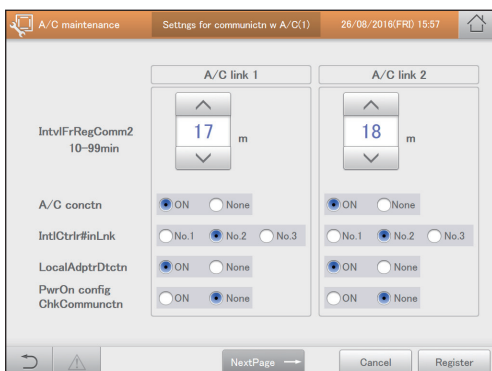 A/C maintenance Settngs for communictn w A/C(1) 26/08/2016(FRI) 15:57
A/C link 1 A/C link 2
IntvlFrRegComm2 17 m 18 m
10-99min
A/C conctn ON None ON None
IntlCtrlr#inLnk No.1 No.2 No.3 No.1 No.2 No.3
LocalAdptrDtctn ON None ON None
PwrOn config
ChkCommunctn ON None ON None
NextPage Cancel Register